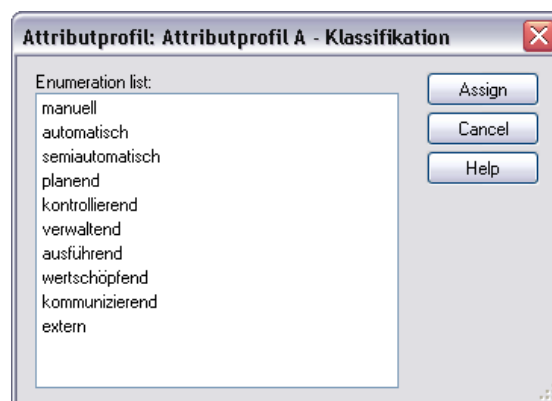 Attributprofil: Attributprofil A - Klassifikation
Enumeration list:
manuell
automatisch
semiautomatisch
planend
kontrollierend
verwaltend
ausführend
wertschöpfend
kommunizierend
extern
Assign
Cancel
Help